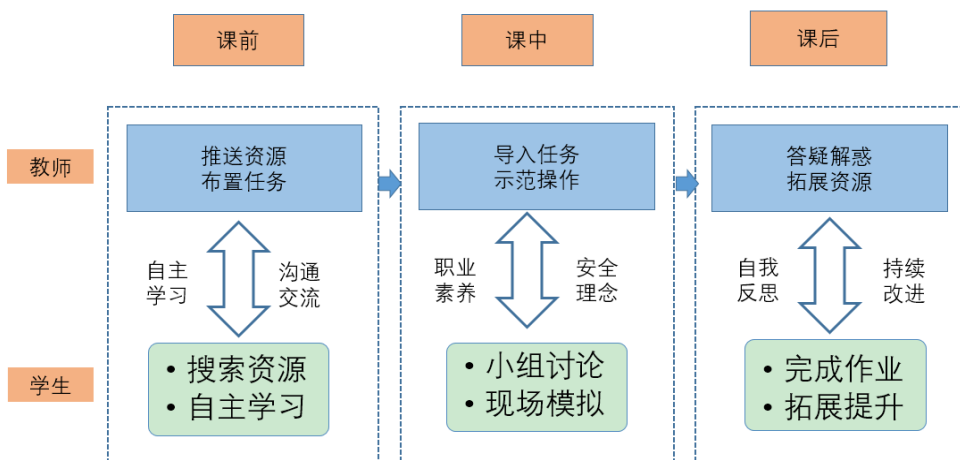 课前
课中
课后
教师
推送资源
布置任务
导入任务
示范操作
答疑解惑
拓展资源
自主
学习
沟通
交流
职业
素养
安全
理念
自我
反思
持续
改进
学生
• 搜索资源
• 自主学习
• 小组讨论
• 现场模拟
• 完成作业
• 拓展提升